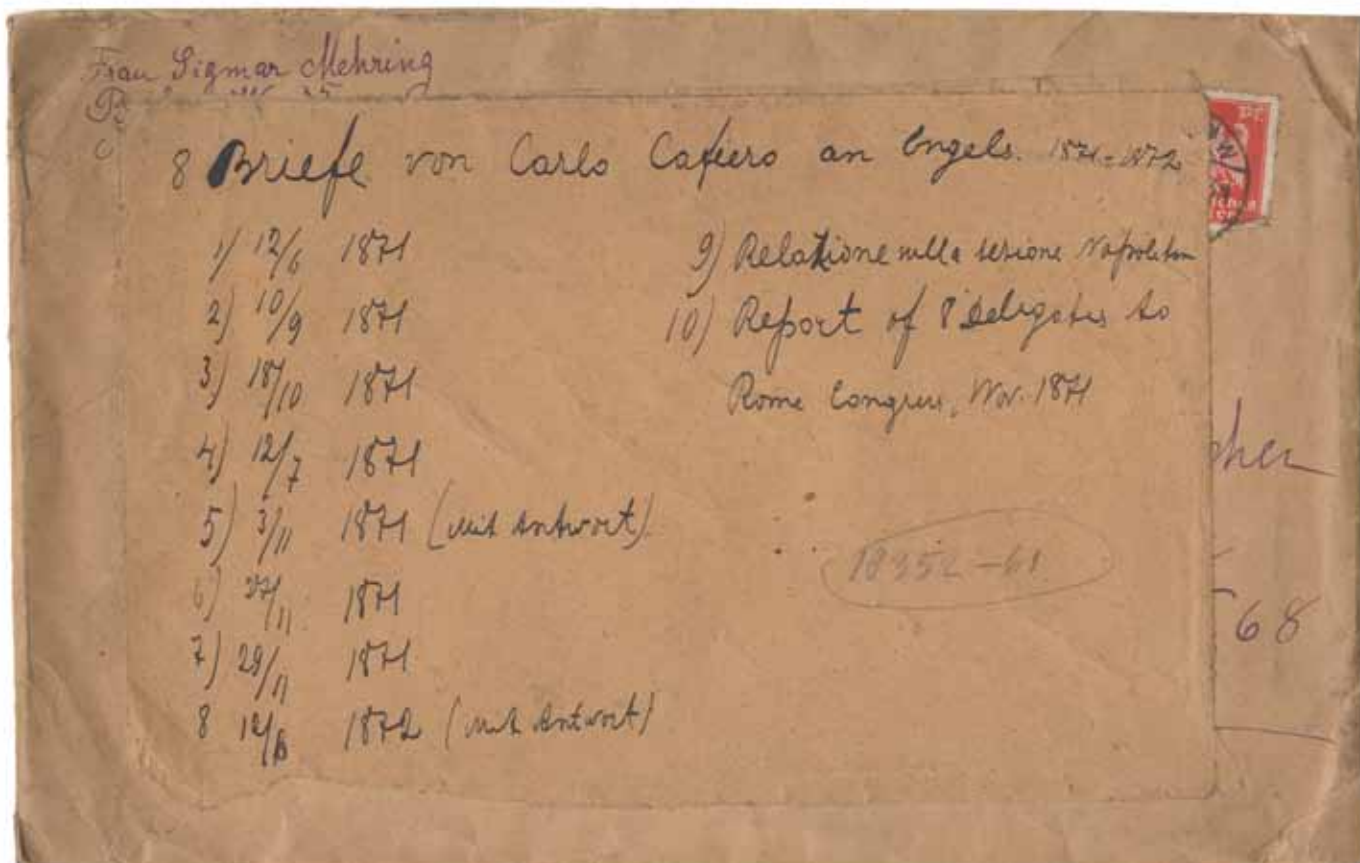 Frau Sigmar Mehring
8 Briefe von Carlo Cafiero an Engels. 1871-1872
1) 12/6 1871
2) 10/9 1871
3) 18/10 1871
4) 12/7 1871
5) 3/11 1871 (mit Antwort)
6) 27/11 1871
7) 29/11 1871
8 12/6 1872 (mit Antwort)
9) Relazione sulla sezione Napoletan
10) Report of 8 Delegates to
Rome Congress, Nov. 1871
18352-61
cher
68